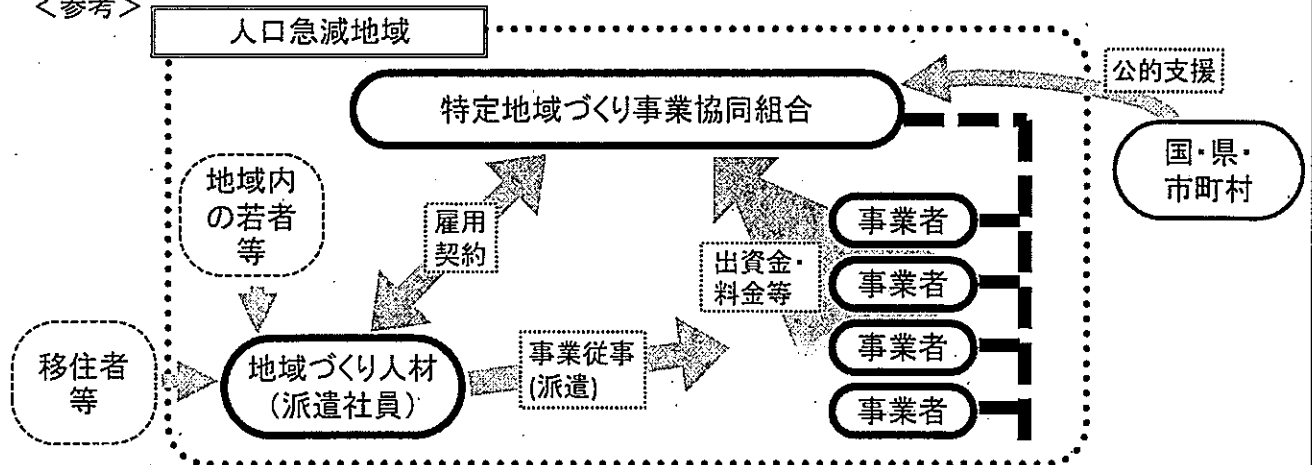 <参考>
人口急減地域
公的支援
特定地域づくり事業協同組合
国・県・
市町村
地域内
の若者
等
雇用
契約
出資金・
料金等
事業者
事業者
事業者
事業者
移住者
等
地域づくり人材
(派遣社員)
事業従事
(派遣)